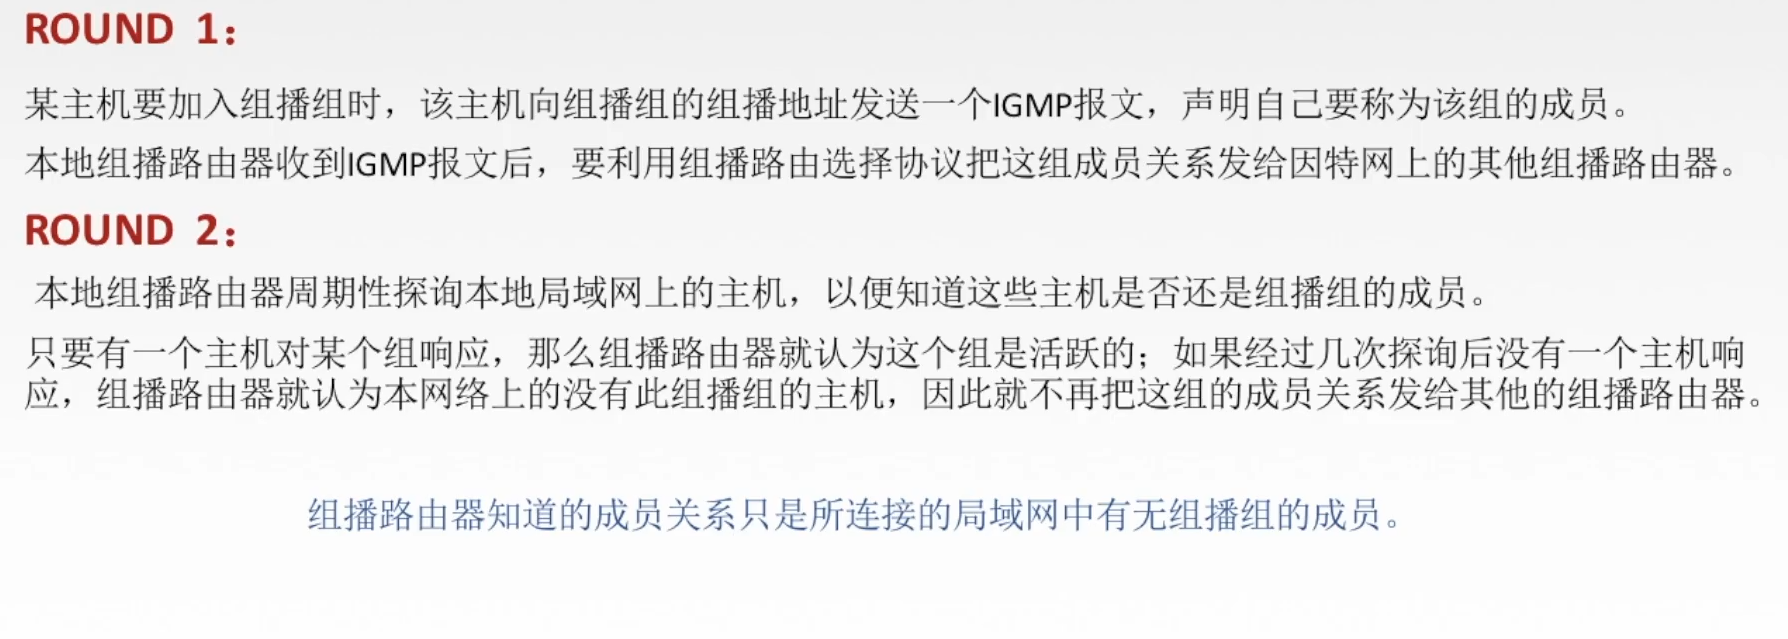 ROUND 1：
某主机要加入组播组时，该主机向组播组的组播地址发送一个IGMP报文，声明自己要称为该组的成员。
本地组播路由器收到IGMP报文后，要利用组播路由选择协议把这组成员关系发给因特网上的其他组播路由器。
ROUND 2：
本地组播路由器周期性探询本地局域网上的主机，以便知道这些主机是否还是组播组的成员。
只要有一个主机对某个组响应，那么组播路由器就认为这个组是活跃的；如果经过几次探询后没有一个主机响
应，组播路由器就认为本网络上的没有此组播组的主机，因此就不再把这组的成员关系发给其他的组播路由器。
组播路由器知道的成员关系只是所连接的局域网中有无组播组的成员。